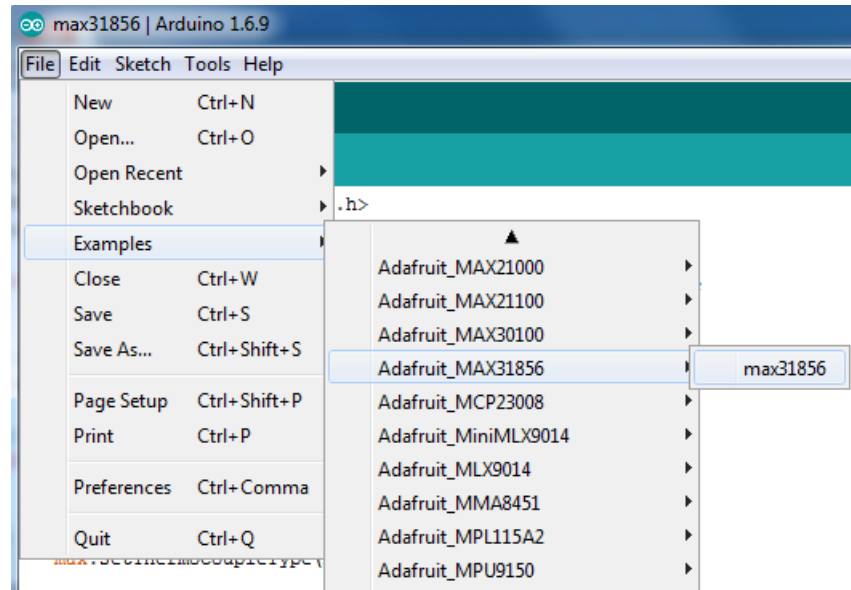 max31856 | Arduino 1.6.9
File Edit Sketch Tools Help
New Ctrl+N
Open... Ctrl+O
Open Recent
Sketchbook
.h>
Examples
Close Ctrl+W
Save Ctrl+S
Save As... Ctrl+Shift+S
Page Setup Ctrl+Shift+P
Print Ctrl+P
Preferences Ctrl+Comma
Quit Ctrl+Q
Adafruit_MAX21000
Adafruit_MAX21100
Adafruit_MAX30100
Adafruit_MAX31856
max31856
Adafruit_MCP23008
Adafruit_MiniMLX9014
Adafruit_MLX9014
Adafruit_MMA8451
Adafruit_MPL115A2
Adafruit_MPU9150
max.setThermocoupleType(